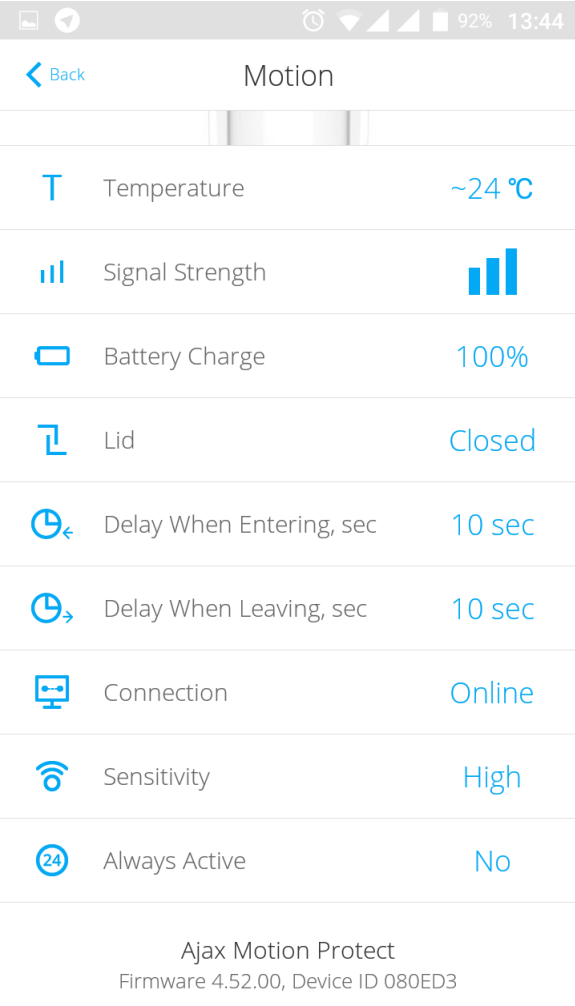 92% 13:44
Back Motion
T Temperature ~24 ℃
Signal Strength
Battery Charge 100%
Lid Closed
Delay When Entering, sec 10 sec
Delay When Leaving, sec 10 sec
Connection Online
Sensitivity High
24 Always Active No
Ajax Motion Protect
Firmware 4.52.00, Device ID 080ED3